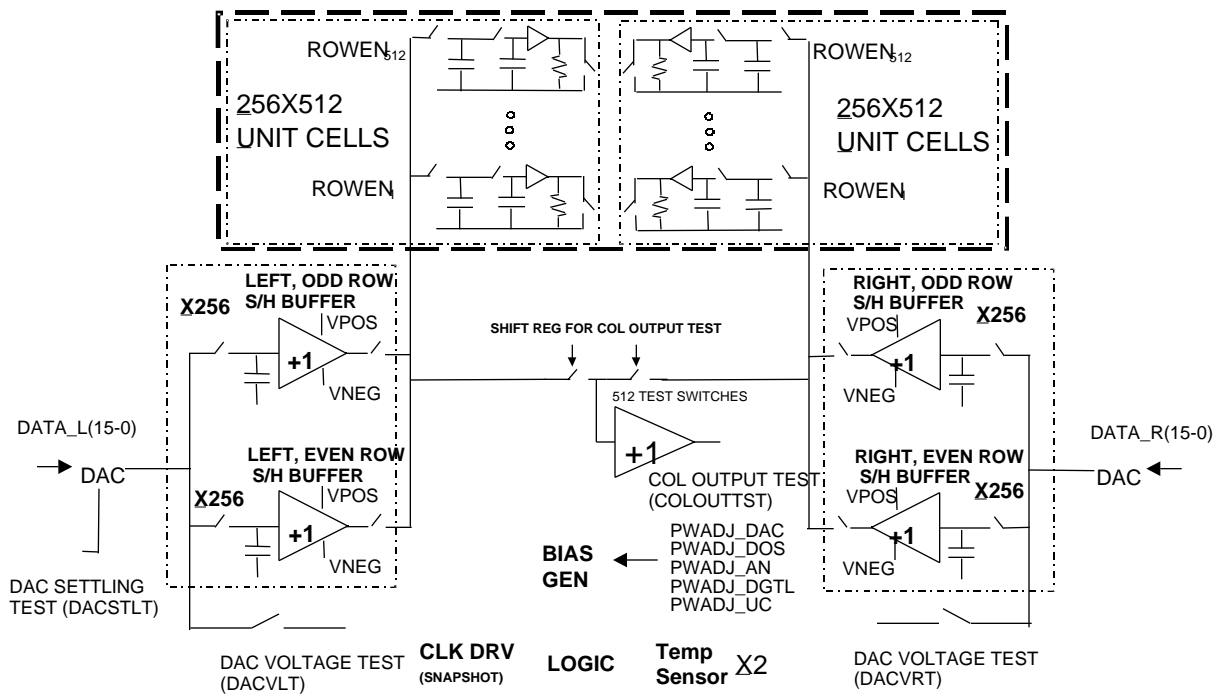 ROWEN512
ROWEN512
256X512
UNIT CELLS
256X512
UNIT CELLS
ROWEN1
ROWEN1
LEFT, ODD ROW
S/H BUFFER
X256
VPOS
+1
VNEG
RIGHT, ODD ROW
S/H BUFFER
X256
VPOS
+1
VNEG
SHIFT REG FOR COL OUTPUT TEST
512 TEST SWITCHES
+1
COL OUTPUT TEST
(COLOUTTST)
DATA_L(15-0)
DAC
LEFT, EVEN ROW
S/H BUFFER
X256
VPOS
+1
VNEG
RIGHT, EVEN ROW
S/H BUFFER
X256
VPOS
+1
VNEG
DATA_R(15-0)
DAC
DAC SETTLING
TEST (DACSTLT)
BIAS
GEN
PWADJ_DAC
PWADJ_DOS
PWADJ_AN
PWADJ_DGTL
PWADJ_UC
DAC VOLTAGE TEST
(DACVLT)
CLK DRV
(SNAPSHOT)
LOGIC
Temp
Sensor X2
DAC VOLTAGE TEST
(DACVRT)